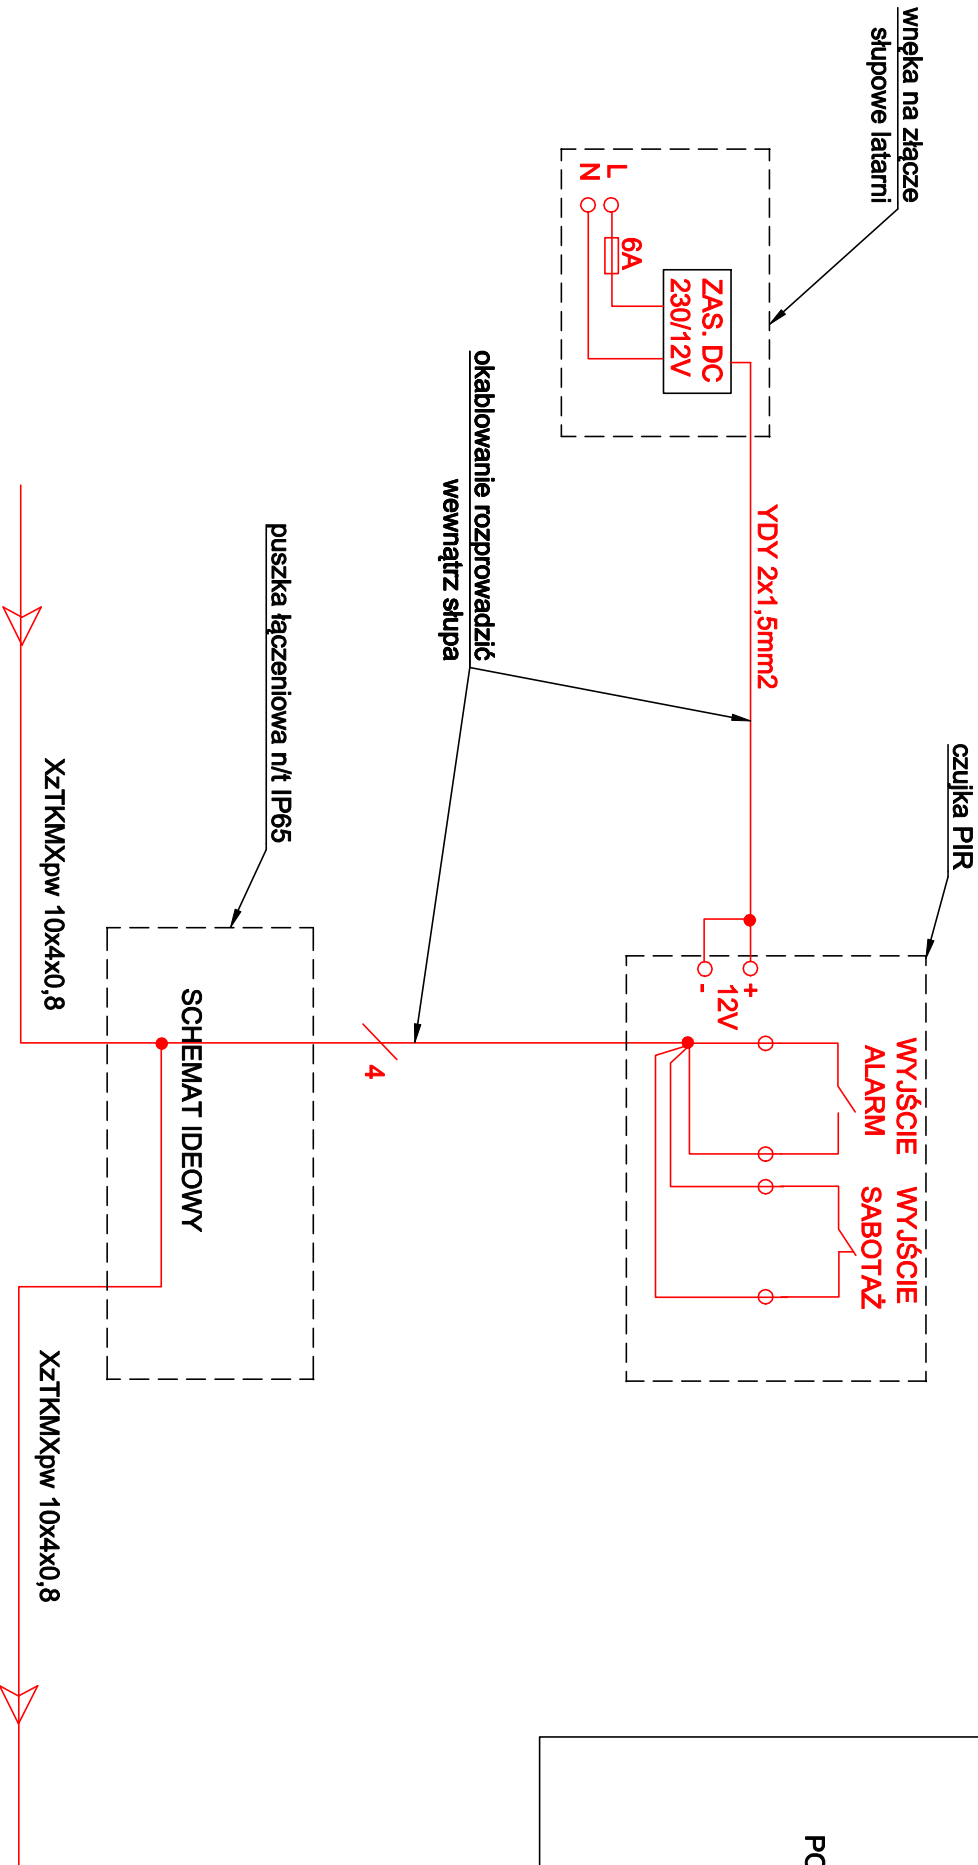 czujka PIR
wnęka na złącze
słupowe latarni
WYJŚCIE
ALARM
WYJŚCIE
SABOTAŻ
L
N
6A
ZAS. DC
230/12V
YDY 2x1,5mm2
+
12V
-
okablowanie rozprowadzić
wewnątrz słupa
4
puszka łączeniowa n/t IP65
SCHEMAT IDEOWY
XzTKMXpw 10x4x0,8
XzTKMXpw 10x4x0,8